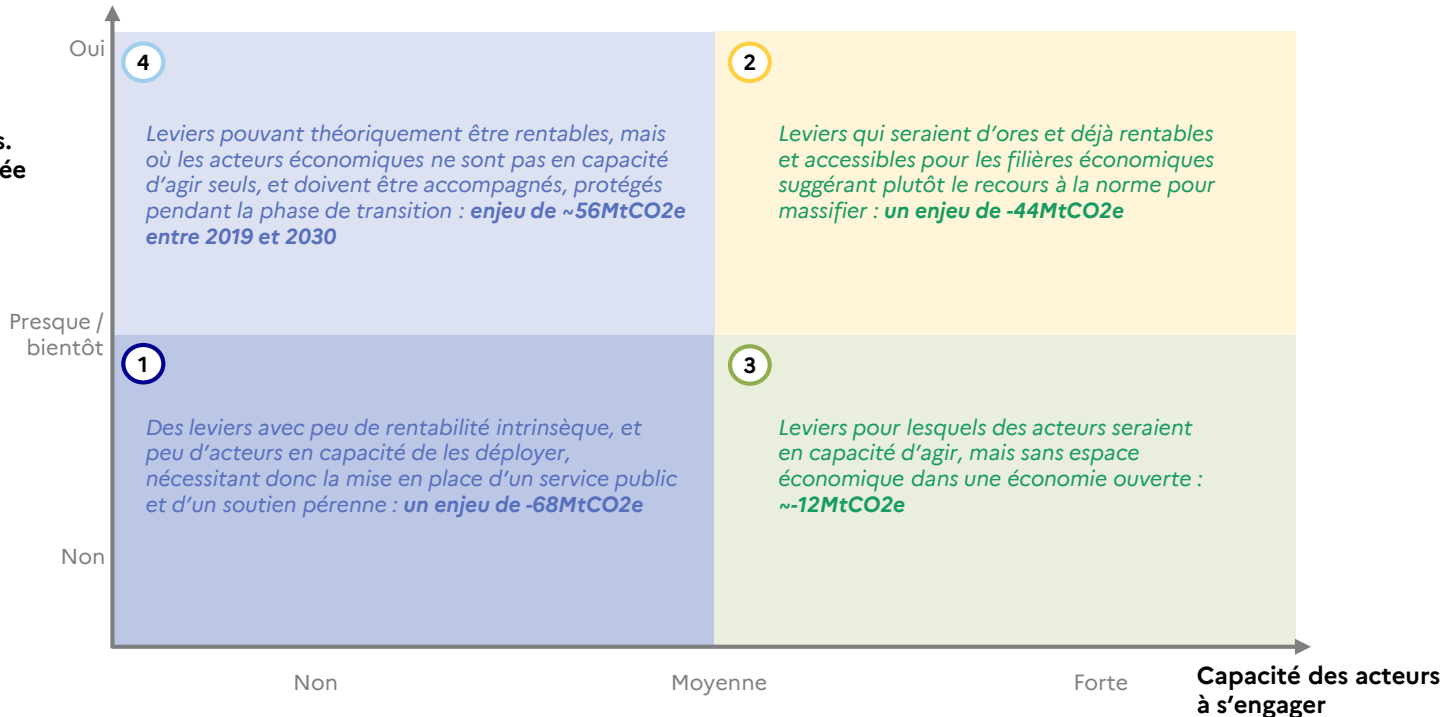 Oui
s.
ée
4
Leviers pouvant théoriquement être rentables, mais
où les acteurs économiques ne sont pas en capacité
d'agir seuls, et doivent être accompagnés, protégés
pendant la phase de transition : enjeu de ~56MtCO2e
entre 2019 et 2030
2
Leviers qui seraient d'ores et déjà rentables
et accessibles pour les filières économiques
suggérant plutôt le recours à la norme pour
massifier : un enjeu de -44MtCO2e
Presque /
bientôt
1
Des leviers avec peu de rentabilité intrinsèque, et
peu d'acteurs en capacité de les déployer,
nécessitant donc la mise en place d'un service public
et d'un soutien pérenne : un enjeu de -68MtCO2e
3
Leviers pour lesquels des acteurs seraient
en capacité d'agir, mais sans espace
économique dans une économie ouverte :
~-12MtCO2e
Non
Non
Moyenne
Forte
Capacité des acteurs
à s'engager